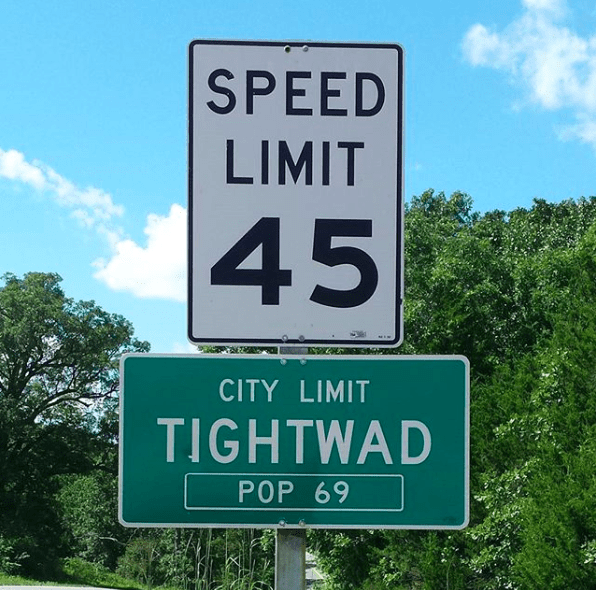 SPEED
LIMIT
45
CITY LIMIT
TIGHTWAD
POP 69